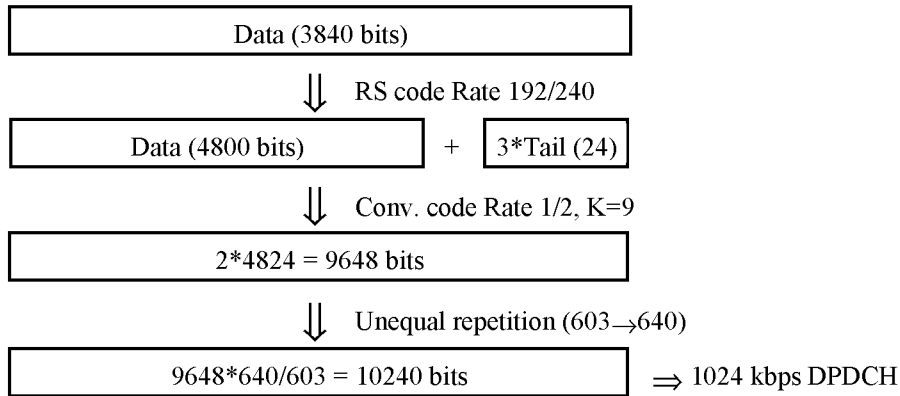 Data (3840 bits)
⇓ RS code Rate 192/240
Data (4800 bits) + 3*Tail (24)
⇓ Conv. code Rate 1/2, K=9
2*4824 = 9648 bits
⇓ Unequal repetition (603→640)
9648*640/603 = 10240 bits ⇒ 1024 kbps DPDCH